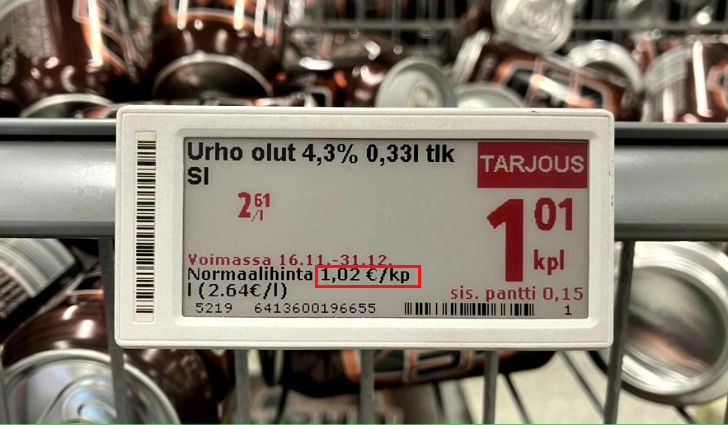 Urho olut 4,3% 0,33l tlk
Sl
TARJOUS
2 61
/l
1 01
kpl
Voimassa 16.11.-31.12.
Normaalihinta 1,02 €/kp
l (2.64€/l)
sis. pantti 0,15
5219 6413600196655 1